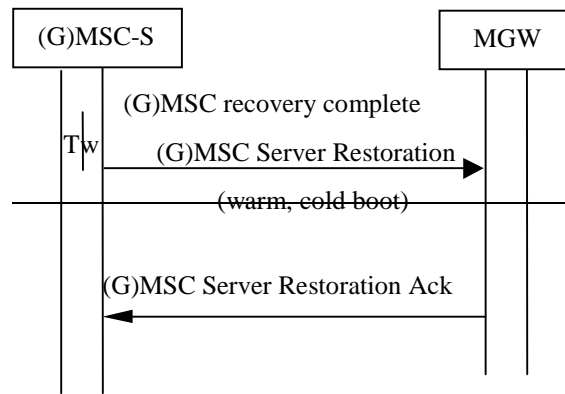 (G)MSC-S
MGW
(G)MSC recovery complete
Tw
(G)MSC Server Restoration
(warm, cold boot)
(G)MSC Server Restoration Ack